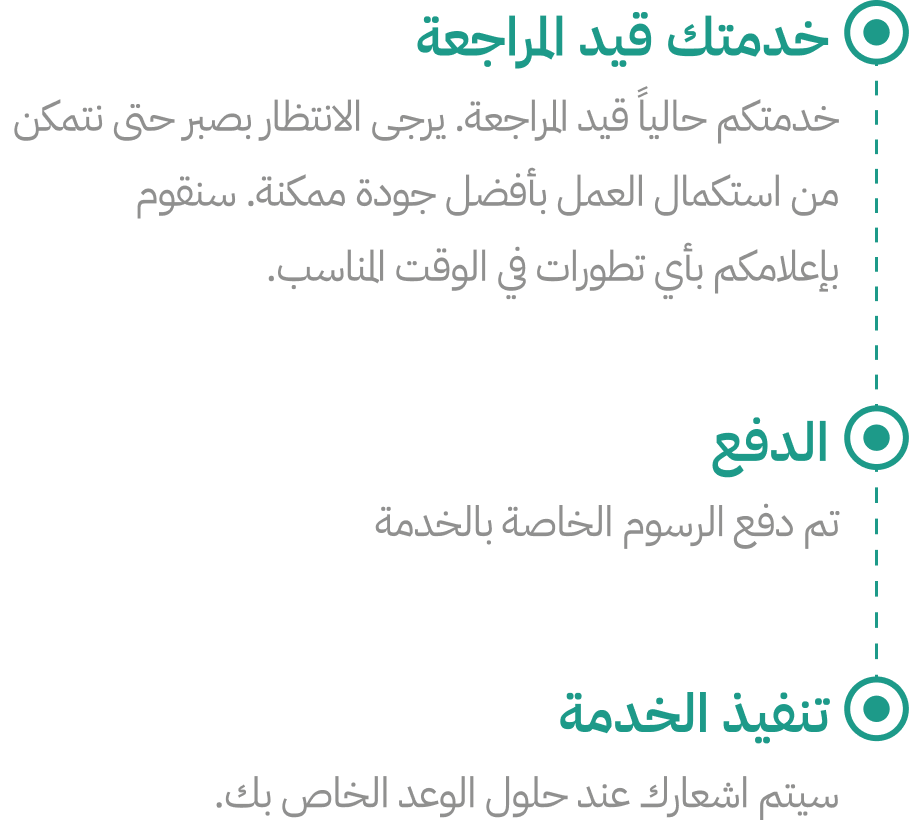 خدمتك قيد المراجعة
خدمتكم حالياً قيد المراجعة. يرجى الانتظار بصبر حتى نتمكن
من استكمال العمل بأفضل جودة ممكنة. سنقوم
بإعلامكم بأي تطورات في الوقت المناسب.
الدفع
تم دفع الرسوم الخاصة بالخدمة
تنفيذ الخدمة
سيتم اشعارك عند حلول الوعد الخاص بك.